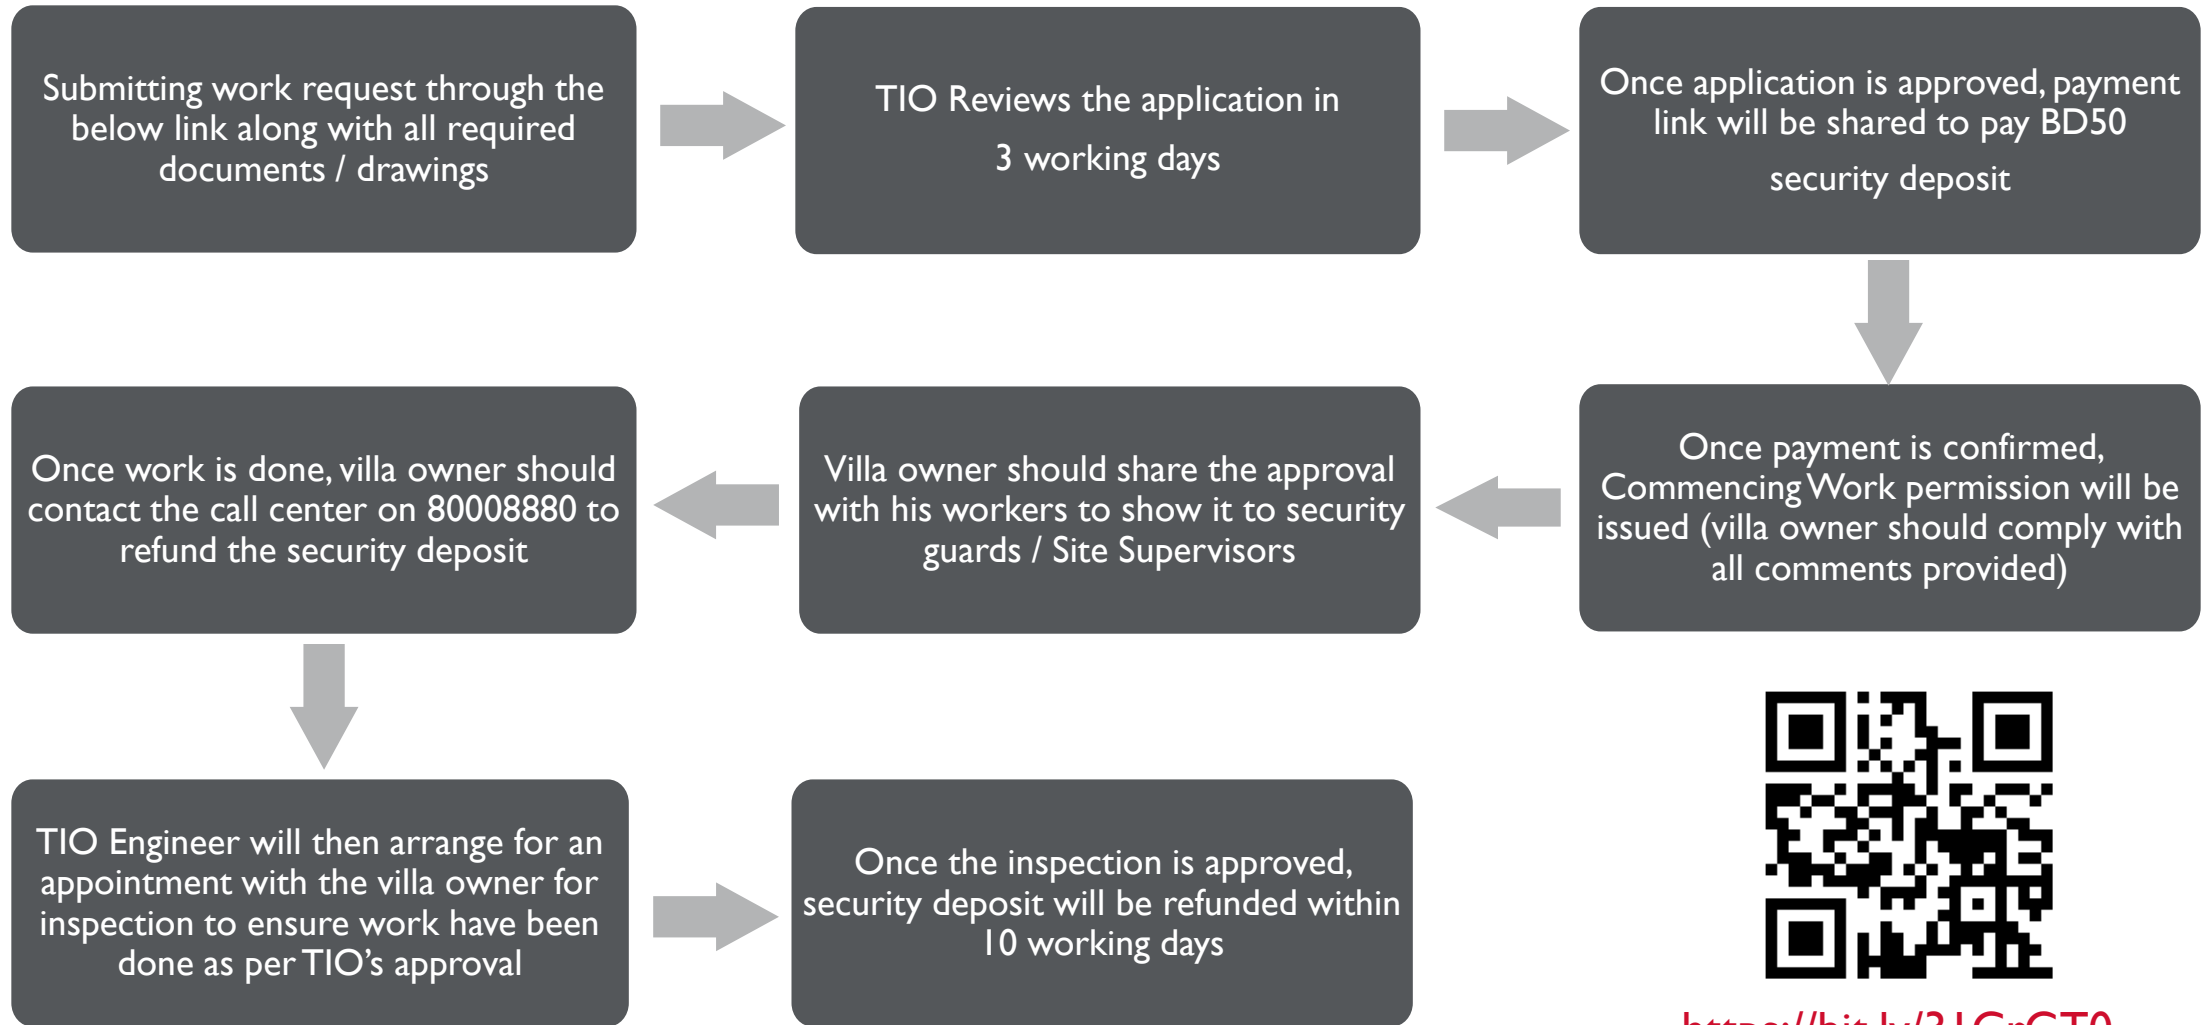 Submitting work request through the
below link along with all required
documents / drawings
TIO Reviews the application in
3 working days
Once application is approved, payment
link will be shared to pay BD50
security deposit
Once payment is confirmed,
Commencing Work permission will be
issued (villa owner should comply with
all comments provided)
Villa owner should share the approval
with his workers to show it to security
guards / Site Supervisors
Once work is done, villa owner should
contact the call center on 80008880 to
refund the security deposit
TIO Engineer will then arrange for an
appointment with the villa owner for
inspection to ensure work have been
done as per TIO’s approval
Once the inspection is approved,
security deposit will be refunded within
10 working days